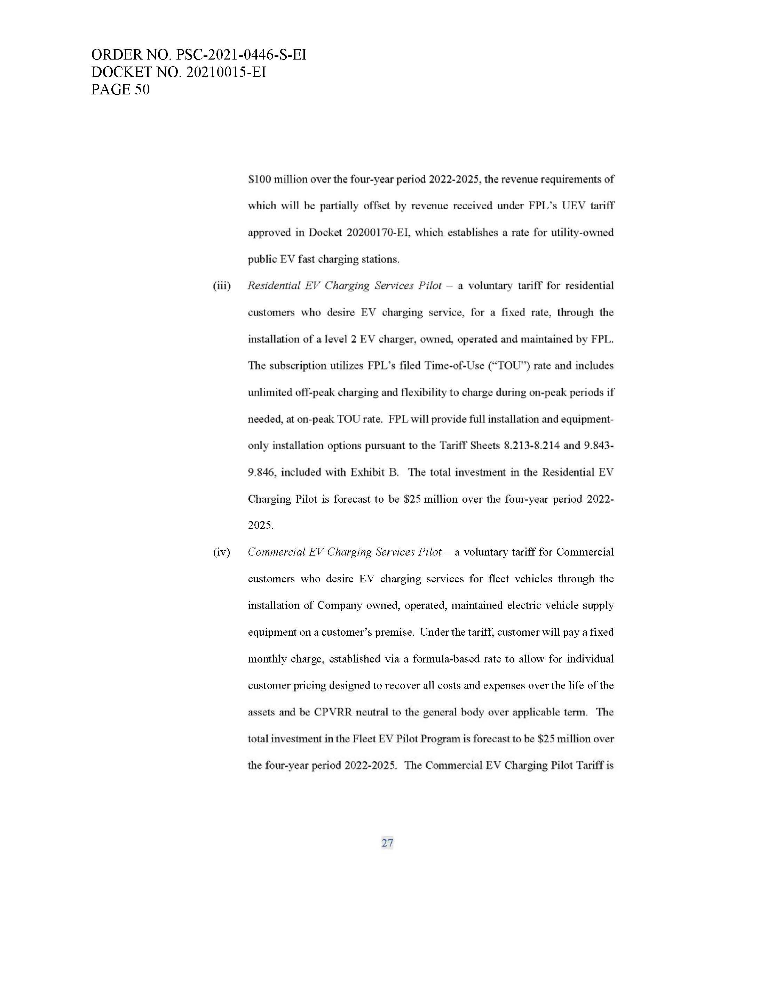 ORDER NO. PSC-2021-0446-S-EI
DOCKET NO. 20210015-EI
PAGE 50
$100 million over the four-year period 2022-2025, the revenue requirements of
which will be partially offset by revenue received under FPL's UEV tariff
approved in Docket 20200170-EI, which establishes a rate for utility-owned
public EV fast charging stations.
(iii) Residential EV Charging Services Pilot – a voluntary tariff for residential
customers who desire EV charging service, for a fixed rate, through the
installation of a level 2 EV charger, owned, operated and maintained by FPL.
The subscription utilizes FPL's filed Time-of-Use (“TOU”) rate and includes
unlimited off-peak charging and flexibility to charge during on-peak periods if
needed, at on-peak TOU rate. FPL will provide full installation and equipment-
only installation options pursuant to the Tariff Sheets 8.213-8.214 and 9.843-
9.846, included with Exhibit B. The total investment in the Residential EV
Charging Pilot is forecast to be $25 million over the four-year period 2022-
2025.
(iv) Commercial EV Charging Services Pilot – a voluntary tariff for Commercial
customers who desire EV charging services for fleet vehicles through the
installation of Company owned, operated, maintained electric vehicle supply
equipment on a customer's premise. Under the tariff, customer will pay a fixed
monthly charge, established via a formula-based rate to allow for individual
customer pricing designed to recover all costs and expenses over the life of the
assets and be CPVRR neutral to the general body over applicable term. The
total investment in the Fleet EV Pilot Program is forecast to be $25 million over
the four-year period 2022-2025. The Commercial EV Charging Pilot Tariff is
27